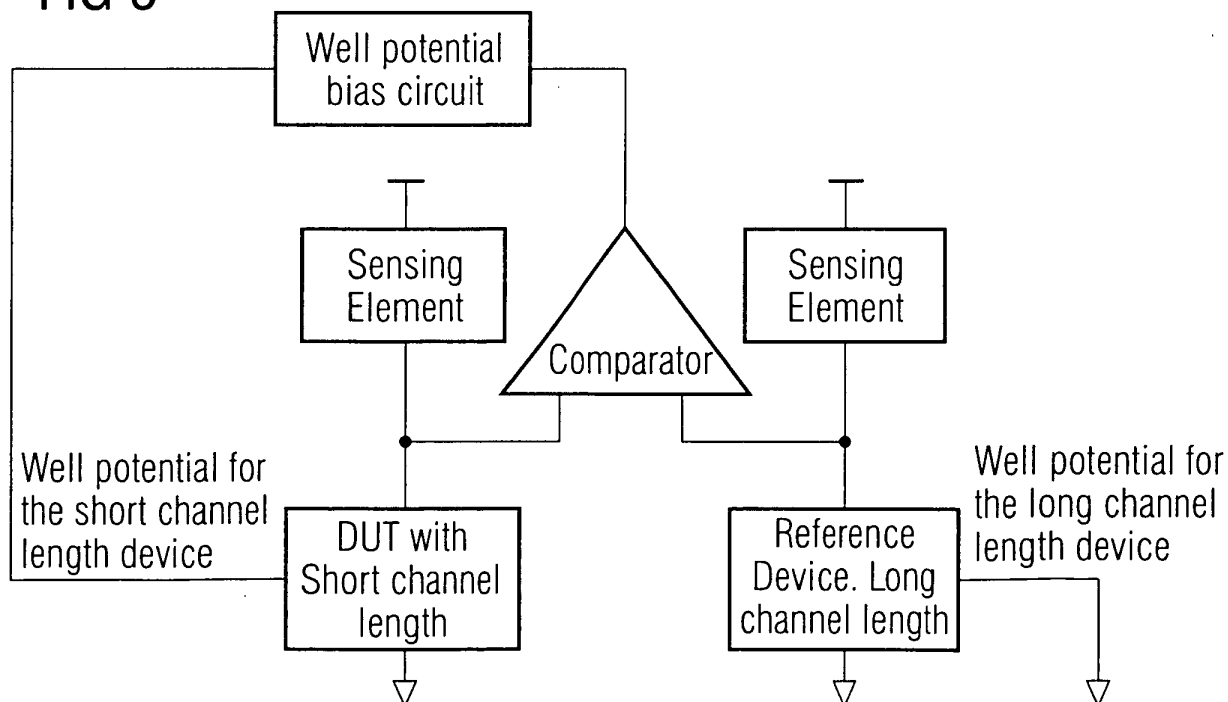 Well potential
bias circuit
Sensing
Element
Sensing
Element
Comparator
Well potential for
the short channel
length device
DUT with
Short channel
length
Reference
Device. Long
channel length
Well potential for
the long channel
length device